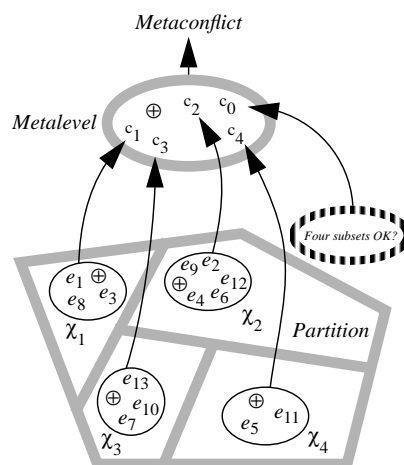 Metaconflict
⊕ c₂ c₀
Metalevel c₁ c₃ c₄
Four subsets OK?
e₁ ⊕ e₈ e₃
χ₁
e₉ e₂ e₁₂ ⊕ e₄ e₆
χ₂
Partition
e₁₃ ⊕ e₁₀ e₇
χ₃
⊕ e₁₁ e₅
χ₄